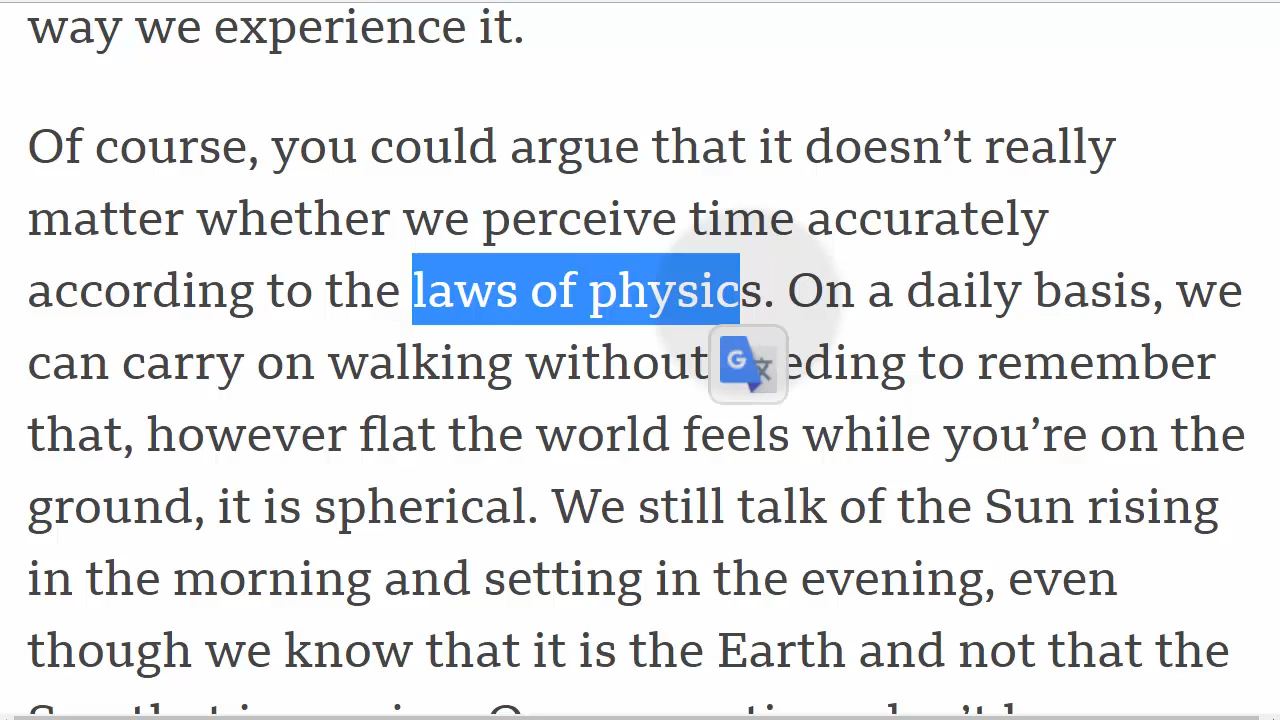 way we experience it.
Of course, you could argue that it doesn’t really
matter whether we perceive time accurately
according to the laws of physics. On a daily basis, we
can carry on walking without eding to remember
that, however flat the world feels while you’re on the
ground, it is spherical. We still talk of the Sun rising
in the morning and setting in the evening, even
though we know that it is the Earth and not that the